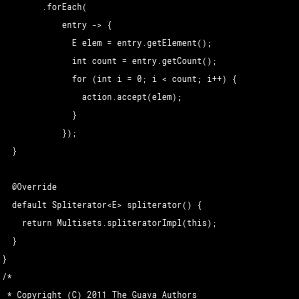 .forEach(
entry -> {
E elem = entry.getElement();
int count = entry.getCount();
for (int i = 0; i < count; i++) {
action.accept(elem);
}
});
}
@Override
default Spliterator<E> spliterator() {
return Multisets.spliteratorImpl(this);
}
}
/*
* Copyright (C) 2011 The Guava Authors